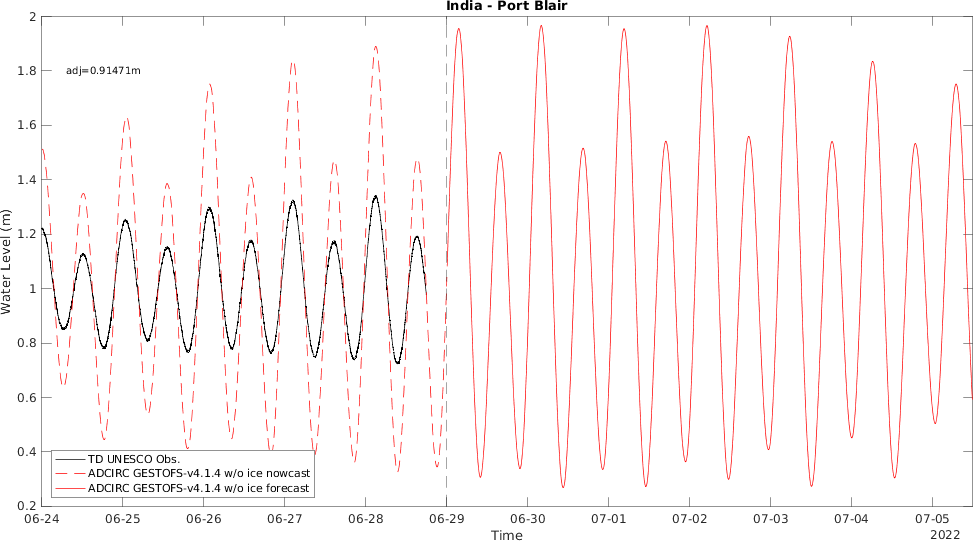 India - Port Blair
2
1.8
1.6
1.4
1.2
1
0.8
0.6
0.4
0.2
Water Level (m)
adj=0.91471m
TD UNESCO Obs.
ADCIRC GESTOFS-v4.1.4 w/o ice nowcast
ADCIRC GESTOFS-v4.1.4 w/o ice forecast
06-24 06-25 06-26 06-27 06-28 06-29 06-30 07-01 07-02 07-03 07-04 07-05
Time
2022